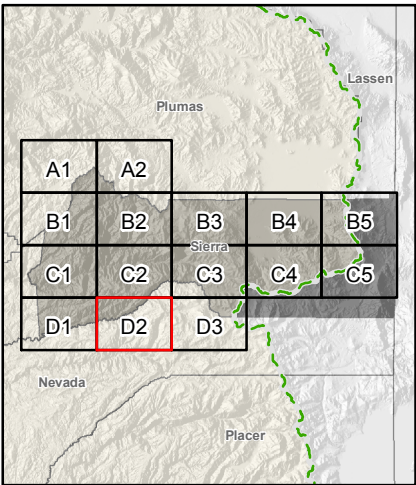 Lassen
Plumas
A1 A2
B1 B2 B3 B4 B5
Sierra
C1 C2 C3 C4 C5
D1 D2 D3
Nevada
Placer